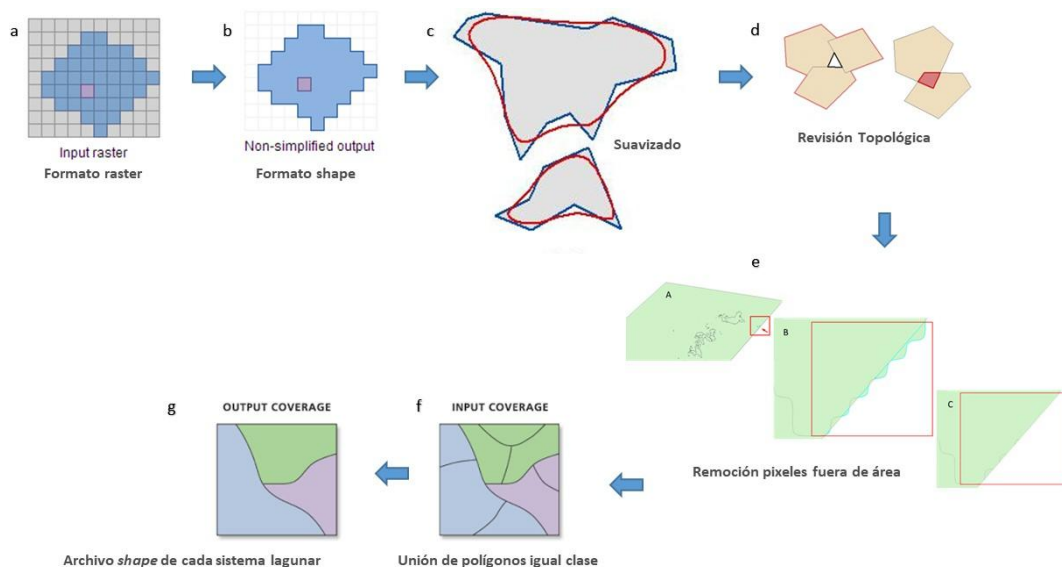 a
Input raster
Formato raster
b
Non-simplified output
Formato shape
c
Suavizado
d
Revisión Topológica
e
A
B
C
Remoción pixeles fuera de área
f
INPUT COVERAGE
Unión de polígonos igual clase
g
OUTPUT COVERAGE
Archivo shape de cada sistema lagunar